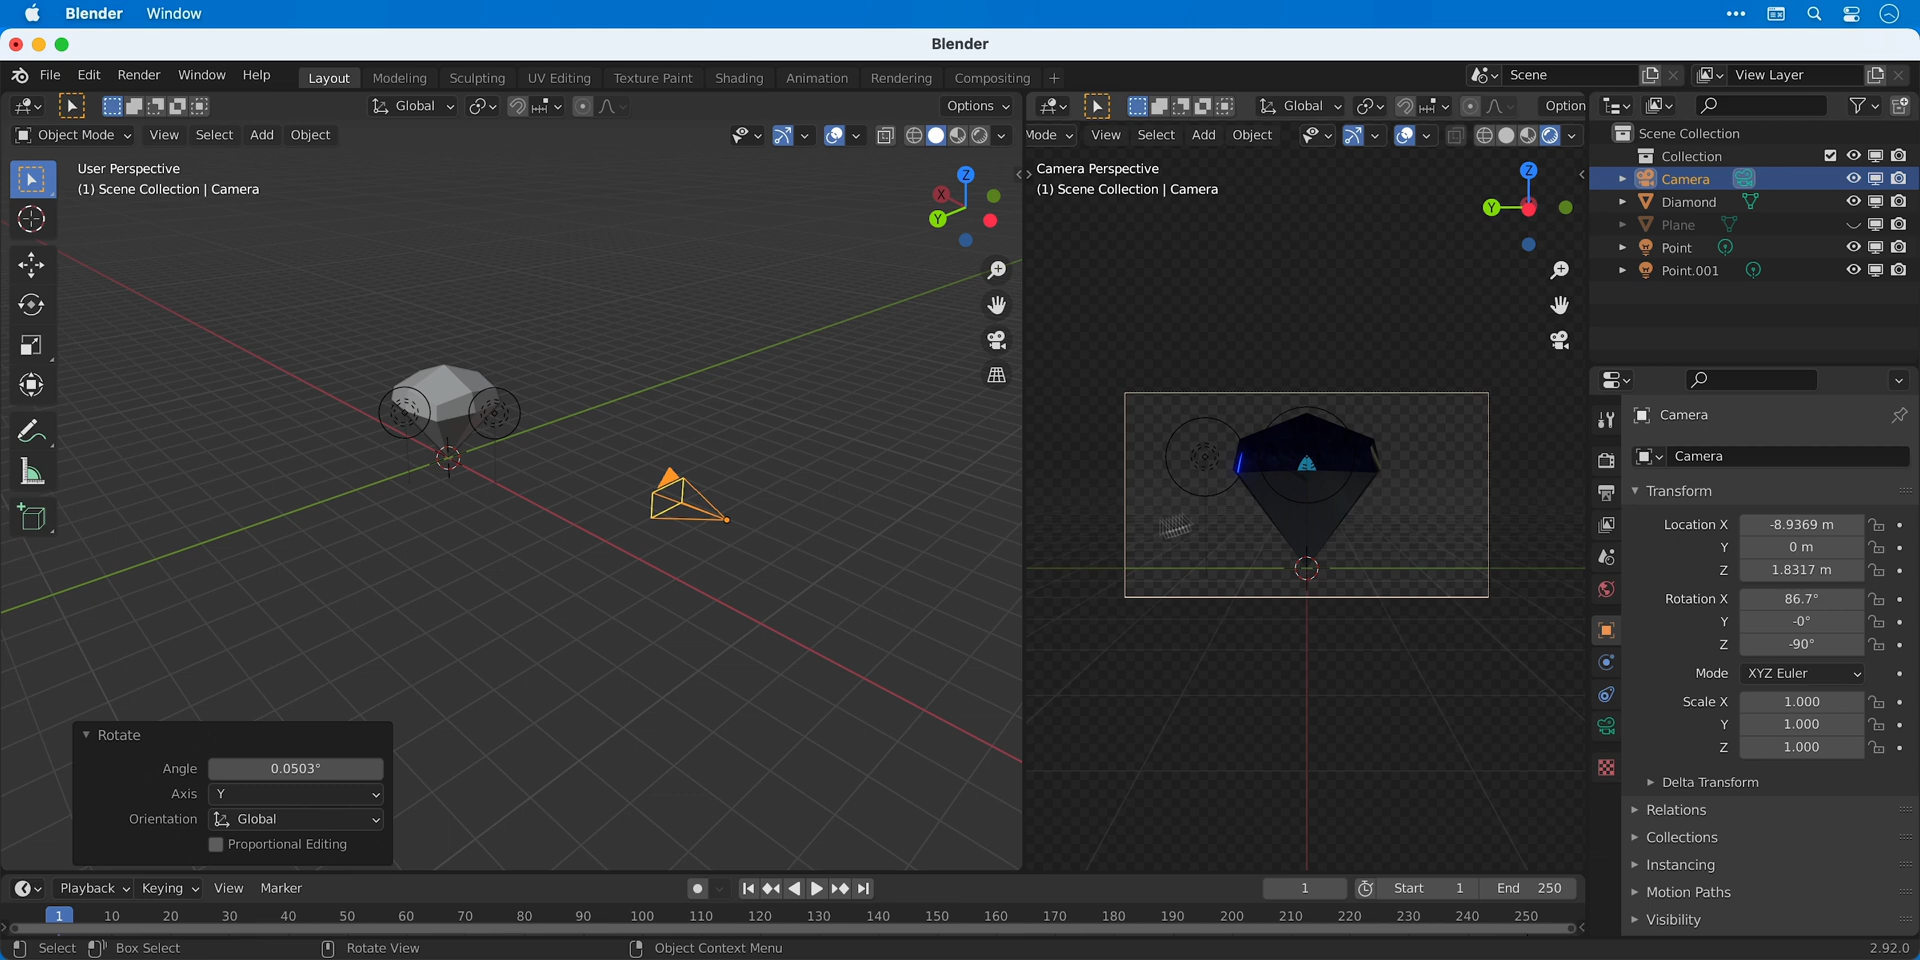 Blender Window
Blender
File Edit Render Window Help Layout Modeling Sculpting UV Editing Texture Paint Shading Animation Rendering Compositing + Scene View Layer
Global Options Global Option
Object Mode View Select Add Object Mode View Select Add Object
User Perspective
(1) Scene Collection | Camera
X Y Z
Camera Perspective
(1) Scene Collection | Camera
Y Z
Scene Collection
Collection
Camera
Diamond
Plane
Point
Point.001
Camera
Camera
Transform
Location X -8.9369 m
Y 0 m
Z 1.8317 m
Rotation X 86.7°
Y -0°
Z -90°
Mode XYZ Euler
Scale X 1.000
Y 1.000
Z 1.000
Delta Transform
Relations
Collections
Instancing
Motion Paths
Visibility
Rotate
Angle 0.0503°
Axis Y
Orientation Global
Proportional Editing
Playback Keying View Marker 1 Start 1 End 250
1 10 20 30 40 50 60 70 80 90 100 110 120 130 140 150 160 170 180 190 200 210 220 230 240 250
Select Box Select Rotate View Object Context Menu 2.92.0